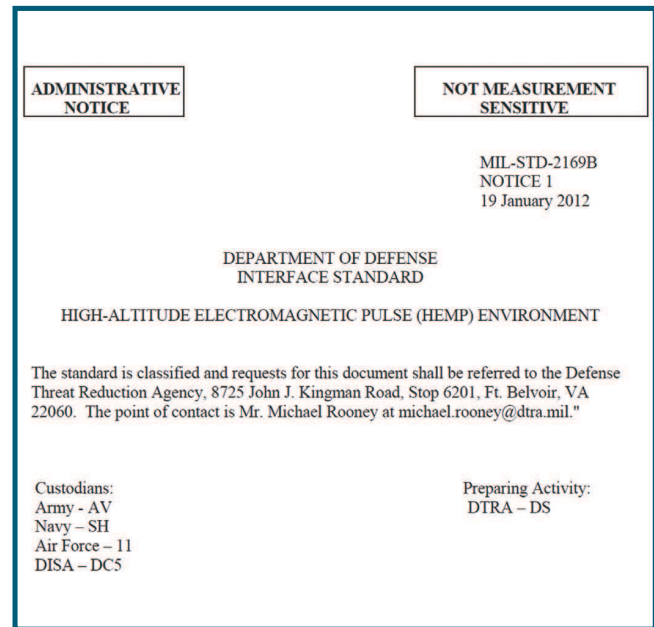 ADMINISTRATIVE
NOTICE
NOT MEASUREMENT
SENSITIVE
MIL-STD-2169B
NOTICE 1
19 January 2012
DEPARTMENT OF DEFENSE
INTERFACE STANDARD
HIGH-ALTITUDE ELECTROMAGNETIC PULSE (HEMP) ENVIRONMENT
The standard is classified and requests for this document shall be referred to the Defense
Threat Reduction Agency, 8725 John J. Kingman Road, Stop 6201, Ft. Belvoir, VA
22060.  The point of contact is Mr. Michael Rooney at michael.rooney@dtra.mil."
Custodians:
Army - AV
Navy – SH
Air Force – 11
DISA – DC5
Preparing Activity:
DTRA – DS